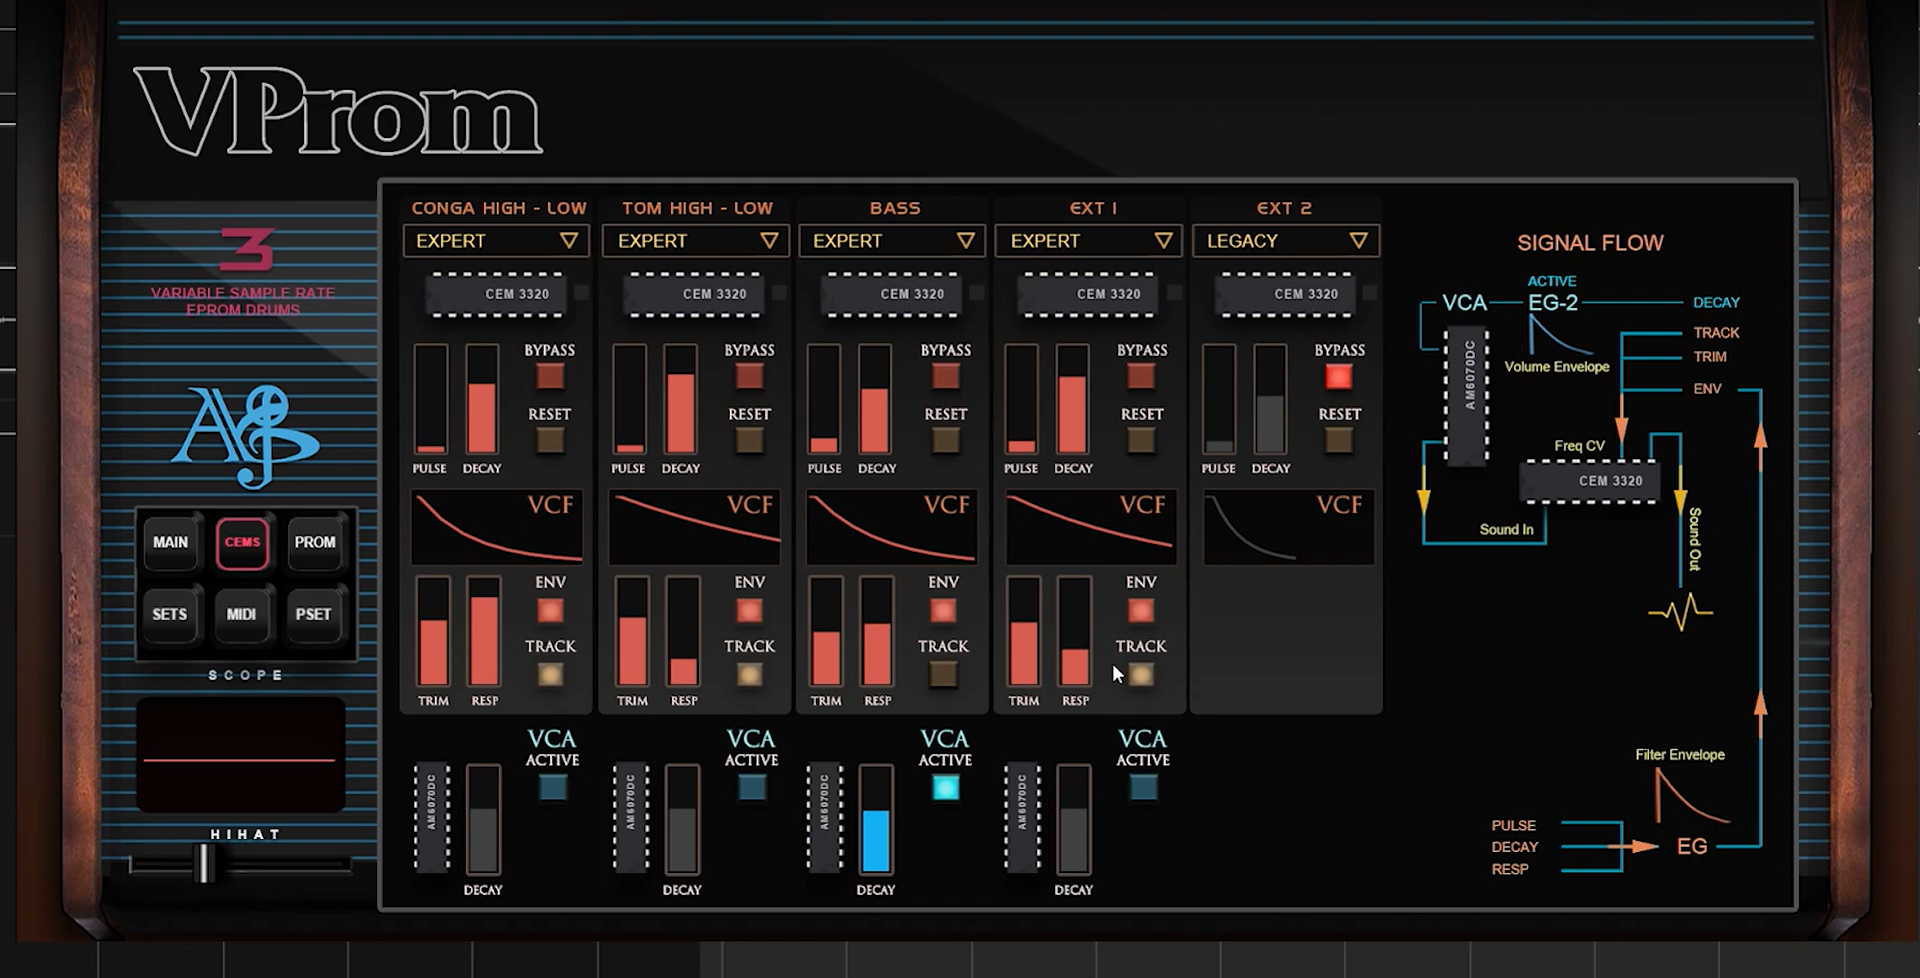 VProm
3
VARIABLE SAMPLE RATE
EPROM DRUMS
MAIN
CEMS
PROM
SETS
MIDI
PSET
SCOPE
HIHAT
CONGA HIGH - LOW
EXPERT
CEM 3320
BYPASS
RESET
PULSE
DECAY
VCF
ENV
TRACK
TRIM
RESP
VCA
ACTIVE
AM6070DC
DECAY
TOM HIGH - LOW
EXPERT
CEM 3320
BYPASS
RESET
PULSE
DECAY
VCF
ENV
TRACK
TRIM
RESP
VCA
ACTIVE
AM6070DC
DECAY
BASS
EXPERT
CEM 3320
BYPASS
RESET
PULSE
DECAY
VCF
ENV
TRACK
TRIM
RESP
VCA
ACTIVE
AM6070DC
DECAY
EXT 1
EXPERT
CEM 3320
BYPASS
RESET
PULSE
DECAY
VCF
ENV
TRACK
TRIM
RESP
VCA
ACTIVE
AM6070DC
DECAY
EXT 2
LEGACY
CEM 3320
BYPASS
RESET
PULSE
DECAY
VCF
SIGNAL FLOW
ACTIVE
VCA
EG-2
DECAY
TRACK
TRIM
ENV
Volume Envelope
AM6070DC
Freq CV
CEM 3320
Sound In
Sound Out
Filter Envelope
PULSE
DECAY
RESP
EG